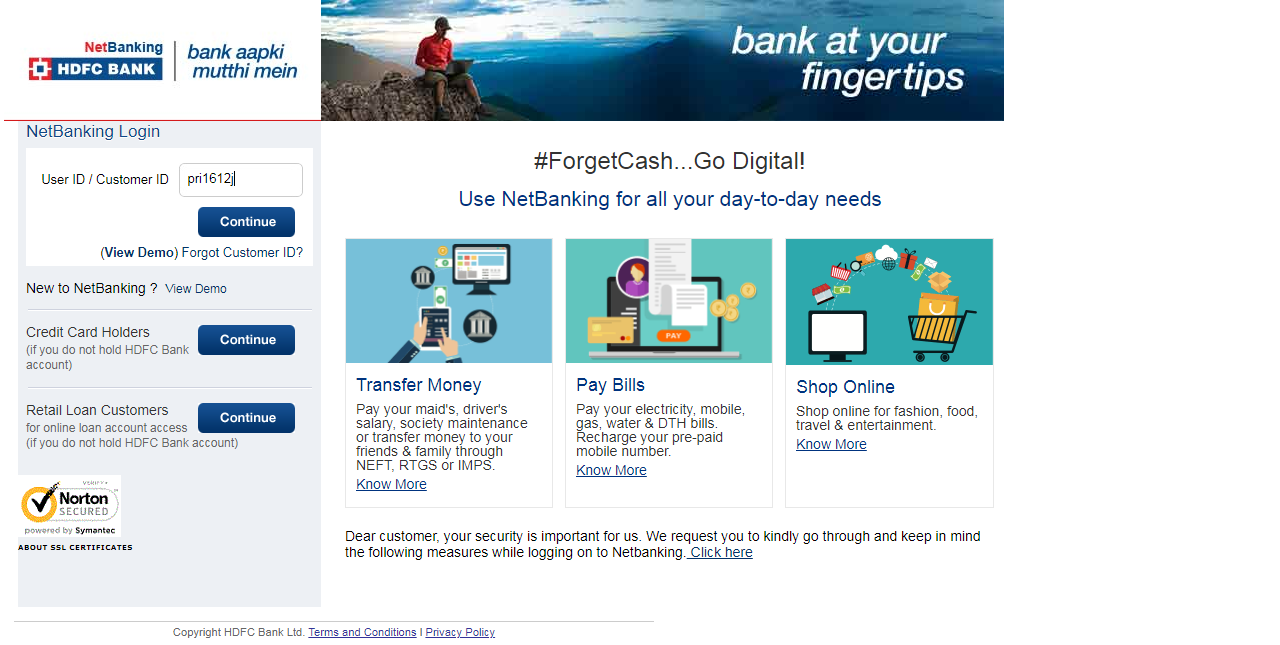 NetBanking
HDFC BANK
bank aapki
mutthi mein
bank at your
fingertips
NetBanking Login
User ID / Customer ID pri1612j
Continue
(View Demo) Forgot Customer ID?
New to NetBanking ? View Demo
Credit Card Holders
(if you do not hold HDFC Bank
account)
Continue
Retail Loan Customers
for online loan account access
(if you do not hold HDFC Bank account)
Continue
VERIFY
Norton
SECURED
powered by Symantec
ABOUT SSL CERTIFICATES
#ForgetCash...Go Digital!
Use NetBanking for all your day-to-day needs
Transfer Money
Pay your maid's, driver's
salary, society maintenance
or transfer money to your
friends & family through
NEFT, RTGS or IMPS.
Know More
PAY
Pay Bills
Pay your electricity, mobile,
gas, water & DTH bills.
Recharge your pre-paid
mobile number.
Know More
Shop Online
Shop online for fashion, food,
travel & entertainment.
Know More
Dear customer, your security is important for us. We request you to kindly go through and keep in mind
the following measures while logging on to Netbanking. Click here
Copyright HDFC Bank Ltd. Terms and Conditions I Privacy Policy